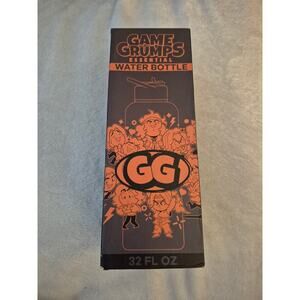 GAME
GRUMPS
ESSENTIAL
WATER BOTTLE
GG
32 FL OZ